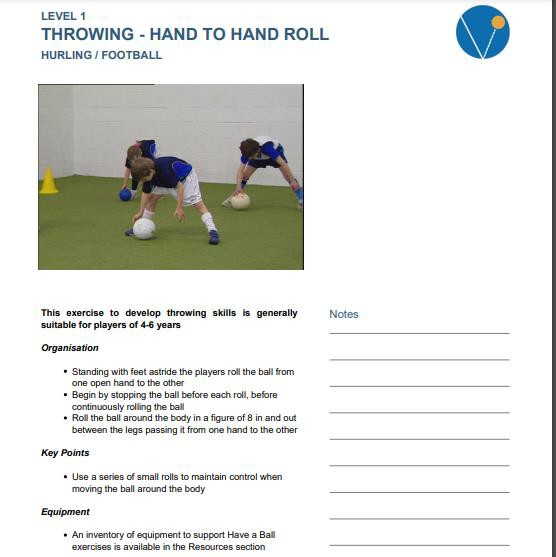 LEVEL 1
THROWING - HAND TO HAND ROLL
HURLING / FOOTBALL
This exercise to develop throwing skills is generally
suitable for players of 4-6 years
Organisation
• Standing with feet astride the players roll the ball from
one open hand to the other
• Begin by stopping the ball before each roll, before
continuously rolling the ball
• Roll the ball around the body in a figure of 8 in and out
between the legs passing it from one hand to the other
Key Points
• Use a series of small rolls to maintain control when
moving the ball around the body
Equipment
• An inventory of equipment to support Have a Ball
exercises is available in the Resources section
Notes